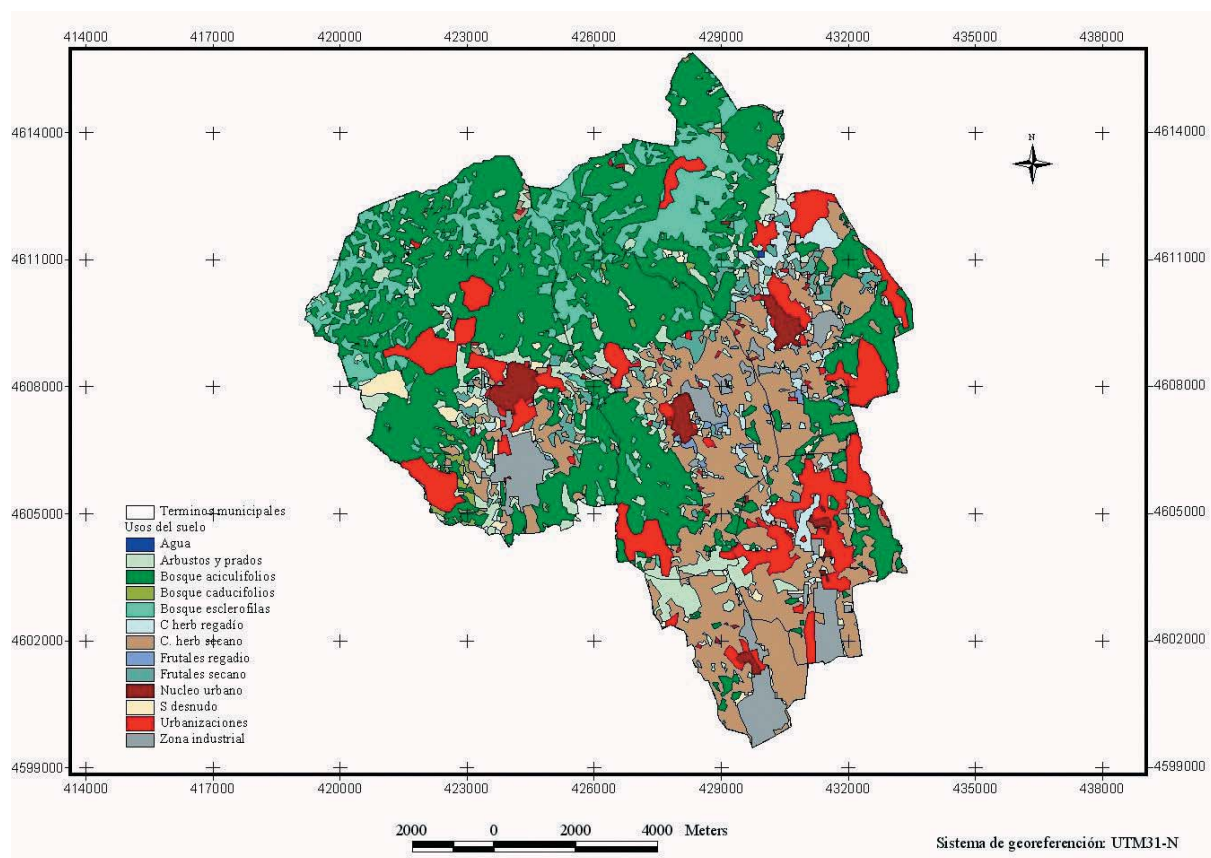 414000 417000 420000 423000 426000 429000 432000 435000 438000
4614000 4614000
N
4611000 4611000
4608000 4608000
4605000 4605000
Terminos municipales
Usos del suelo
Agua
Arbustos y prados
Bosque aciculifolios
Bosque caducifolios
Bosque esclerofilas
C herb regadío
C. herb secano
Frutales regadio
Frutales secano
Nucleo urbano
S desnudo
Urbanizaciones
Zona industrial
4602000 4602000
4599000 4599000
414000 417000 420000 423000 426000 429000 432000 435000 438000
2000 0 2000 4000 Meters
Sistema de georeferención: UTM31-N